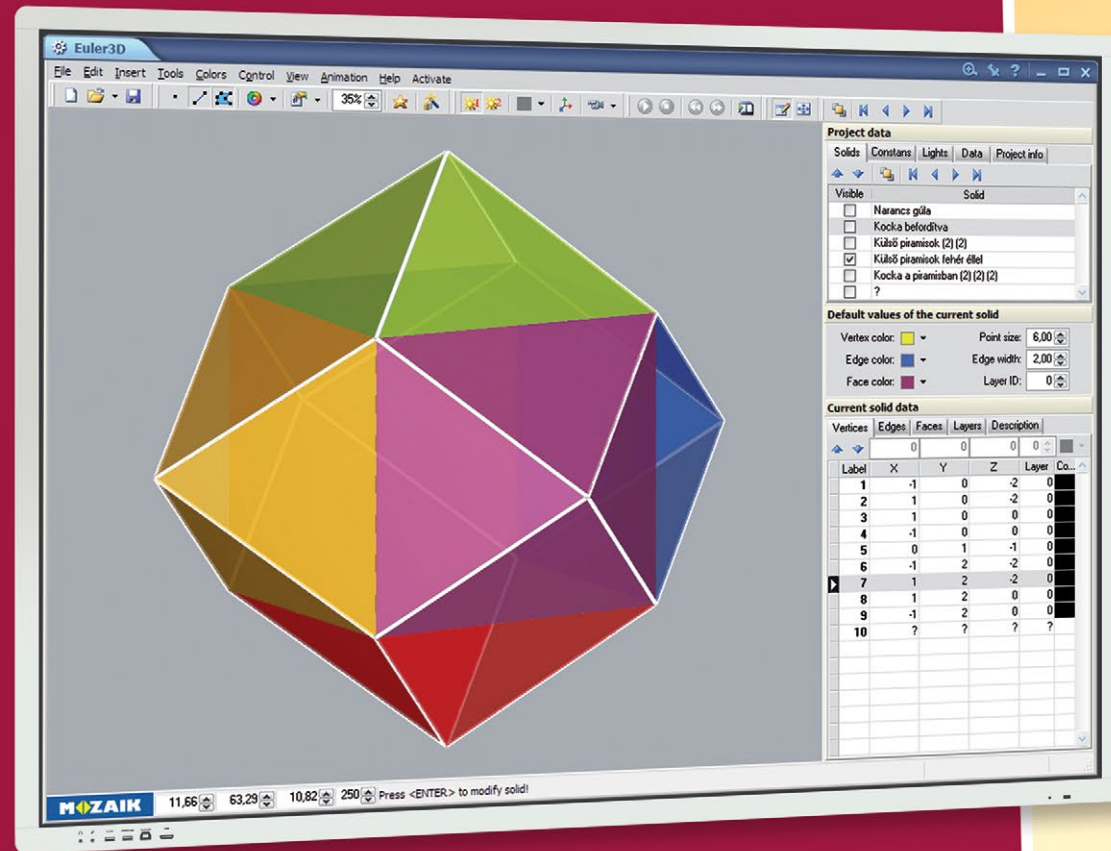 Euler3D
File Edit Insert Tools Colors Control View Animation Help Activate
35%
Project data
Solids Constans Lights Data Project info
Visible Solid
Narancs gúla
Kocka befordítva
Külső piramisok (2) (2)
Külső piramisok fehér éllel
Kocka a piramisban (2) (2) (2)
?
Default values of the current solid
Vertex color: Point size: 6,00
Edge color: Edge width: 2,00
Face color: Layer ID: 0
Current solid data
Vertices Edges Faces Layers Description
0 0 0 0
Label X Y Z Layer Co...
1 -1 0 -2 0
2 1 0 -2 0
3 1 0 0 0
4 -1 0 0 0
5 0 1 -1 0
6 -1 2 -2 0
7 1 2 -2 0
8 1 2 0 0
9 -1 2 0 0
10 ? ? ? ?
MOZAIK 11,66 63,29 10,82 250 Press <ENTER> to modify solid!